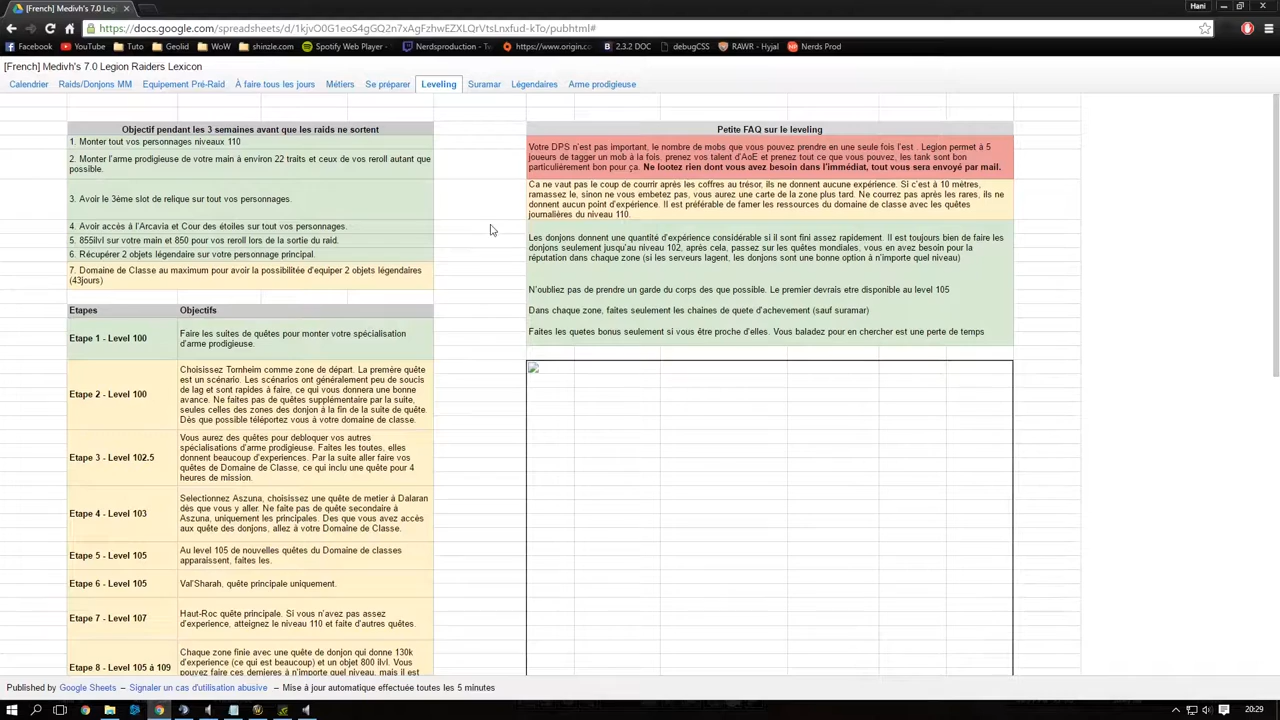 [French] Medivh's 7.0 Leg
Hani
https://docs.google.com/spreadsheets/d/1kjvO0G1eoS4gGQ2n7xAgFzhwEZXLQrVtsLnxfud-kTo/pubhtml#
Facebook YouTube Tuto Geolid WoW shinzle.com Spotify Web Player Nerdsproduction - T https://www.origin.co 2.3.2 DOC debugCSS RAWR - Hyjal Nerds Prod
[French] Medivh's 7.0 Legion Raiders Lexicon
Calendrier Raids/Donjons MM Equipement Pré-Raid À faire tous les jours Métiers Se préparer Leveling Suramar Légendaires Arme prodigieuse
Objectif pendant les 3 semaines avant que les raids ne sortent
1. Monter tout vos personnages niveaux 110
2. Monter l'arme prodigieuse de votre main à environ 22 traits et ceux de vos reroll autant que
possible.
3. Avoir le 3ème slot de relique sur tout vos personnages.
4. Avoir accès à l'Arcavia et Cour des étoiles sur tout vos personnages.
5. 855ilvl sur votre main et 850 pour vos reroll lors de la sortie du raid.
6. Récupérer 2 objets légendaire sur votre personnage principal.
7. Domaine de Classe au maximum pour avoir la possibilitée d'equiper 2 objets légendaires
(43jours)
Etapes Objectifs
Etape 1 - Level 100
Faire les suites de quêtes pour monter votre spécialisation
d'arme prodigieuse.
Etape 2 - Level 100
Choisissez Tornheim comme zone de départ. La premére quête
est un scénario. Les scénarios ont généralement peu de soucis
de lag et sont rapides à faire, ce qui vous donnera une bonne
avance. Ne faites pas de quêtes supplémentaire par la suite,
seules celles des zones des donjon à la fin de la suite de quête.
Dès que possible téléportez vous à votre domaine de classe.
Etape 3 - Level 102.5
Vous aurez des quêtes pour debloquer vos autres
spécialisations d'arme prodigieuse. Faites les toutes, elles
donnent beaucoup d'experiences. Par la suite aller faire vos
quêtes de Domaine de Classe, ce qui inclu une quête pour 4
heures de mission.
Etape 4 - Level 103
Selectionnez Aszuna, choisissez une quête de metier à Dalaran
dès que vous y aller. Ne faite pas de quête secondaire à
Aszuna, uniquement les principales. Des que vous avez accès
aux quête des donjons, allez à votre Domaine de Classe.
Etape 5 - Level 105
Au level 105 de nouvelles quêtes du Domaine de classes
apparaissent, faites les.
Etape 6 - Level 105
Val'Sharah, quête principale uniquement.
Etape 7 - Level 107
Haut-Roc quête principale. Si vous n'avez pas assez
d'experience, atteignez le niveau 110 et faite d'autres quêtes.
Etape 8 - Level 105 à 109
Chaque zone finie avec une quête de donjon qui donne 130k
d'experience (ce qui est beaucoup) et un objet 800 ilvl. Vous
pouvez faire ces dernieres à n'importe quel niveau, mais il est
Petite FAQ sur le leveling
Votre DPS n'est pas important, le nombre de mobs que vous pouvez prendre en une seule fois l'est . Legion permet à 5
joueurs de tagger un mob à la fois, prenez vos talent d'AoE et prenez tout ce que vous pouvez, les tank sont bon
particuliérement bon pour ça. Ne lootez rien dont vous avez besoin dans l'immédiat, tout vous sera envoyé par mail.
Ca ne vaut pas le coup de courrir après les coffres au trésor, ils ne donnent aucune expérience. Si c'est à 10 mètres,
ramassez le, sinon ne vous embetez pas, vous aurez une carte de la zone plus tard. Ne courrez pas après les rares, ils ne
donnent aucun point d'expérience. Il est préférable de famer les ressources du domaine de classe avec les quêtes
journalières du niveau 110.
Les donjons donnent une quantité d'expérience considérable si il sont fini assez rapidement. Il est toujours bien de faire les
donjons seulement jusqu'au niveau 102, après cela, passez sur les quêtes mondiales, vous en avez besoin pour la
réputation dans chaque zone (si les serveurs lagent, les donjons sont une bonne option à n'importe quel niveau)
N'oubliez pas de prendre un garde du corps des que possible. Le premier devrais etre disponible au level 105
Dans chaque zone, faites seulement les chaines de quete d'achevement (sauf suramar)
Faites les quetes bonus seulement si vous être proche d'elles. Vous baladez pour en chercher est une perte de temps
Published by Google Sheets – Signaler un cas d'utilisation abusive – Mise à jour automatique effectuée toutes les 5 minutes
20:29